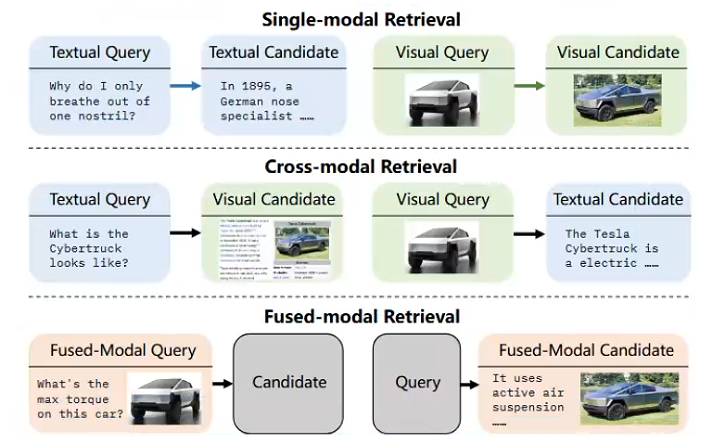 Single-modal Retrieval
Textual Query
Textual Candidate
Visual Query
Visual Candidate
Why do I only
breathe out of
one nostril?
In 1895, a
German nose
specialist ……
Cross-modal Retrieval
Textual Query
Visual Candidate
Visual Query
Textual Candidate
What is the
Cybertruck
looks like?
The Tesla
Cybertruck is
a electric ……
Fused-modal Retrieval
Fused-Modal Query
Candidate
Query
Fused-Modal Candidate
What's the
max torque
on this car?
It uses
active air
suspension
……